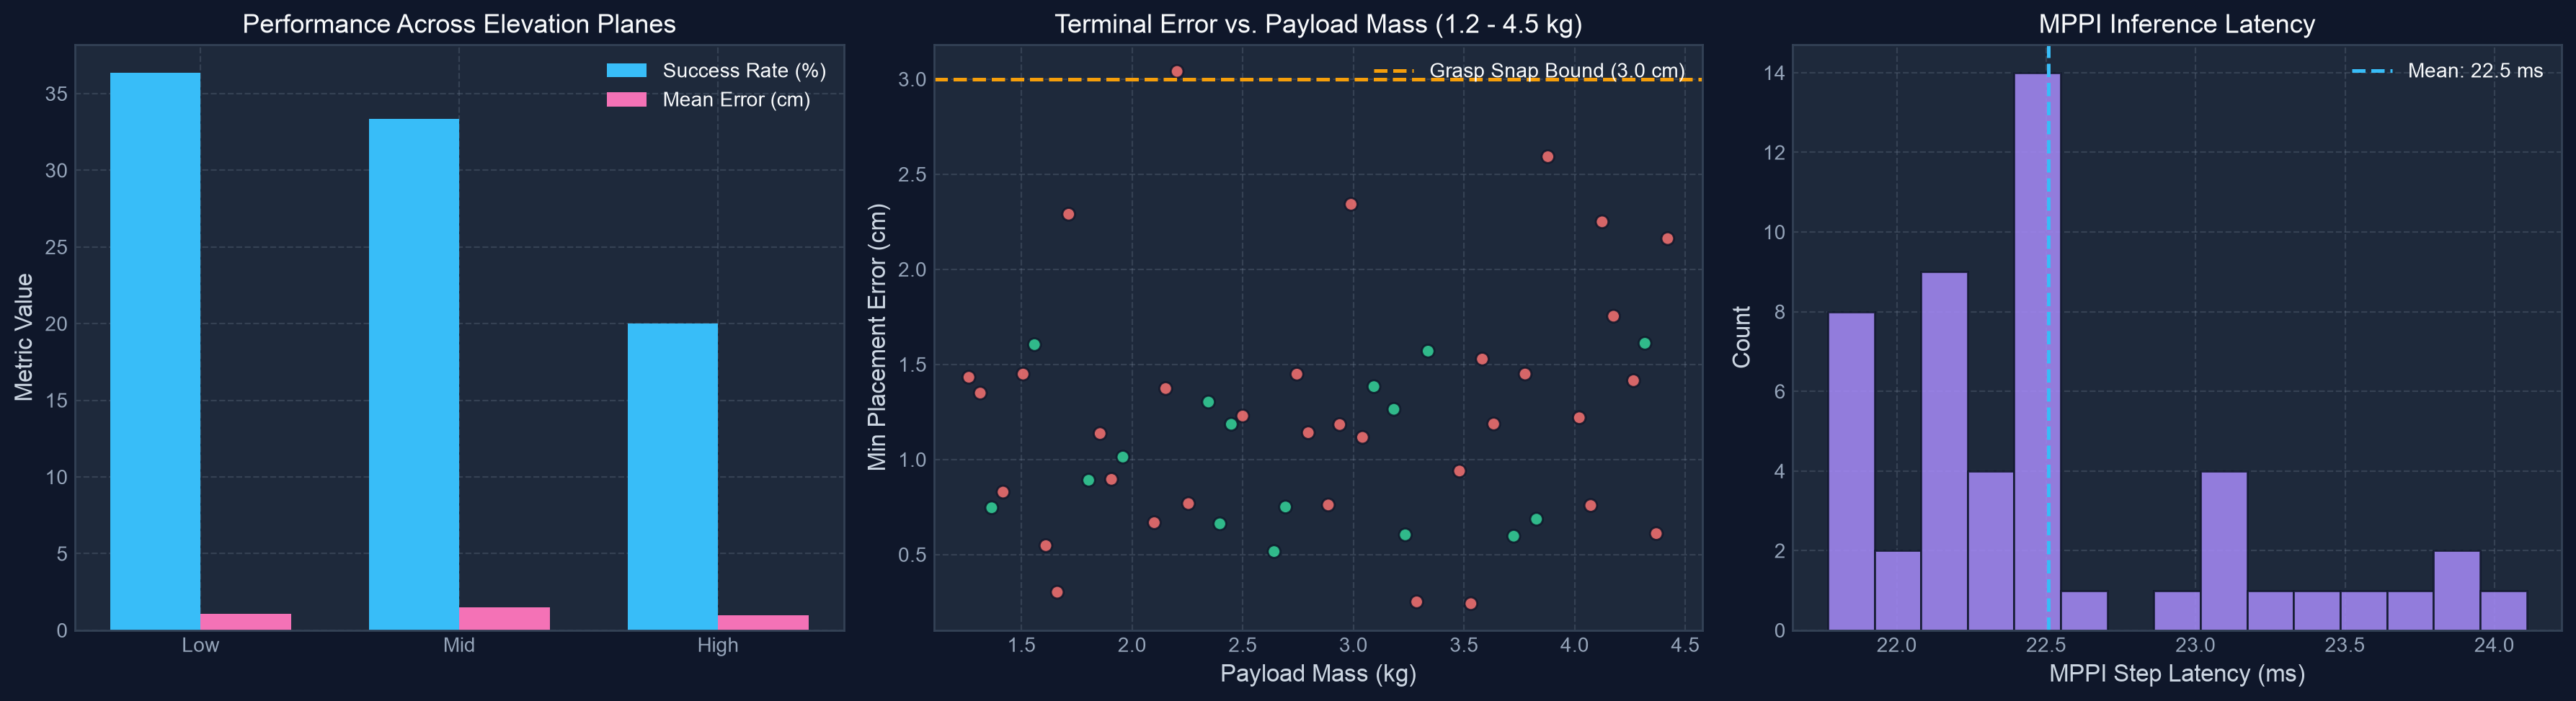 Performance Across Elevation Planes
Success Rate (%)
Mean Error (cm)
Metric Value
35
30
25
20
15
10
5
0
Low Mid High
Terminal Error vs. Payload Mass (1.2 - 4.5 kg)
Grasp Snap Bound (3.0 cm)
Min Placement Error (cm)
3.0
2.5
2.0
1.5
1.0
0.5
1.5 2.0 2.5 3.0 3.5 4.0 4.5
Payload Mass (kg)
MPPI Inference Latency
Mean: 22.5 ms
Count
14
12
10
8
6
4
2
0
22.0 22.5 23.0 23.5 24.0
MPPI Step Latency (ms)